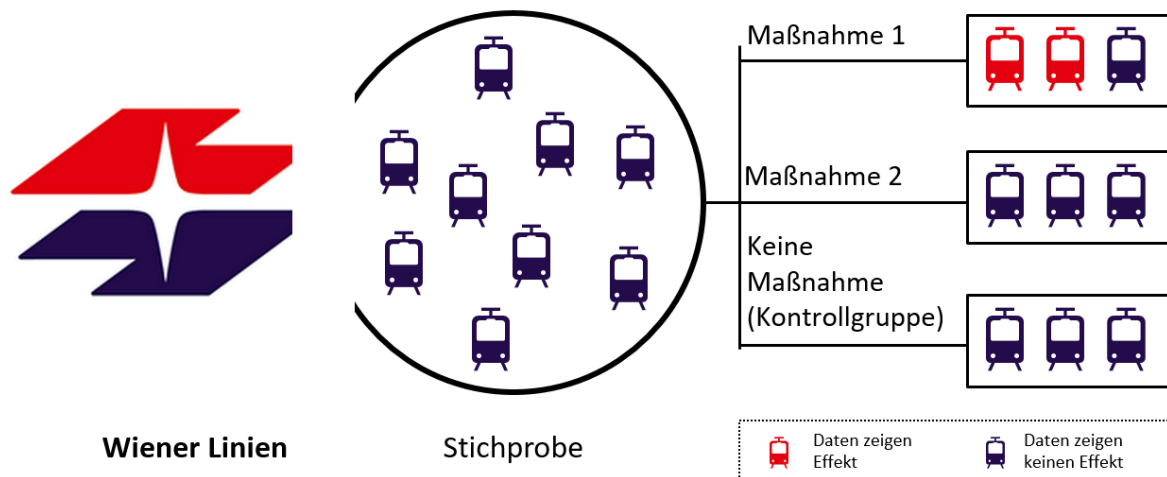 Maßnahme 1
Maßnahme 2
Keine
Maßnahme
(Kontrollgruppe)
Wiener Linien
Stichprobe
Daten zeigen
Effekt
Daten zeigen
keinen Effekt